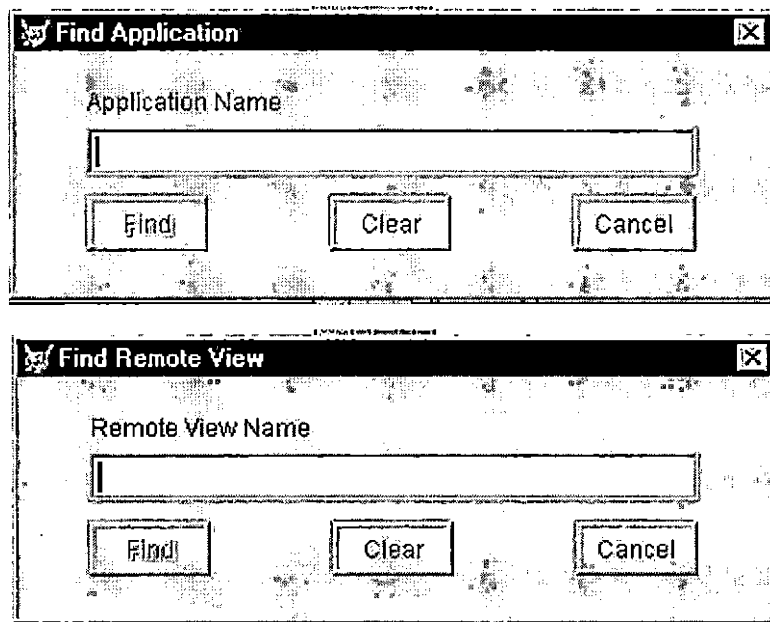 Find Application
Application Name
Find Clear Cancel
Find Remote View
Remote View Name
Find Clear Cancel